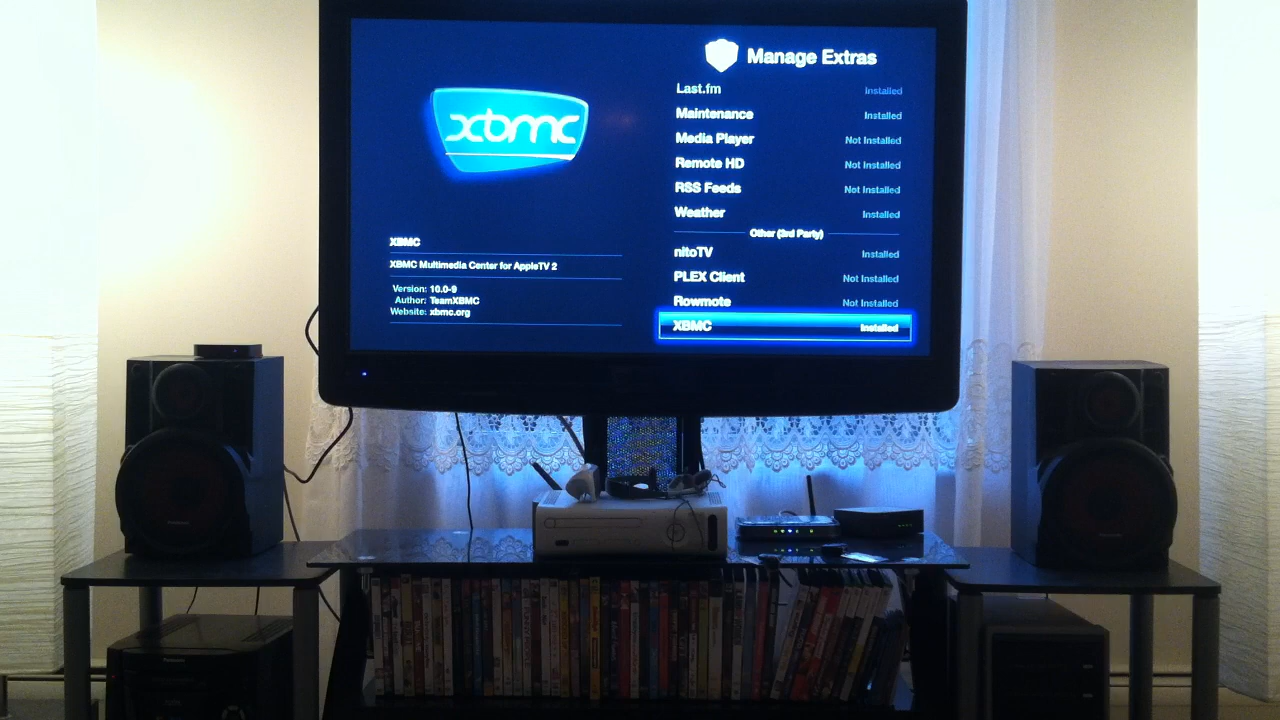 xbmc
XBMC
XBMC Multimedia Center for AppleTV 2
Version: 10.0-9
Author: TeamXBMC
Website: xbmc.org
Manage Extras
Last.fm Installed
Maintenance Installed
Media Player Not Installed
Remote HD Not Installed
RSS Feeds Not Installed
Weather Installed
Other (3rd Party)
nitoTV Installed
PLEX Client Not Installed
Rowmote Not Installed
XBMC Installed
Panasonic